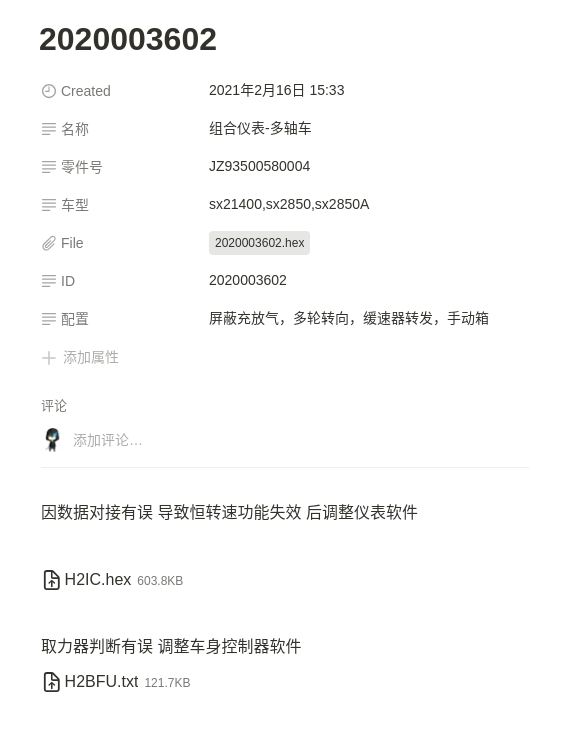 2020003602
Created 2021年2月16日 15:33
名称 组合仪表-多轴车
零件号 JZ93500580004
车型 sx21400,sx2850,sx2850A
File 2020003602.hex
ID 2020003602
配置 屏蔽充放气，多轮转向，缓速器转发，手动箱
添加属性
评论
添加评论…
因数据对接有误 导致恒转速功能失效 后调整仪表软件
H2IC.hex 603.8KB
取力器判断有误 调整车身控制器软件
H2BFU.txt 121.7KB